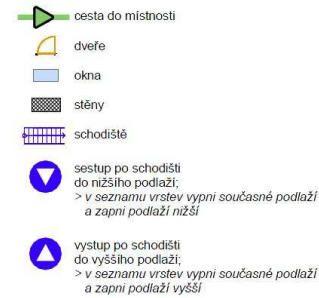 cesta do místnosti
dveře
okna
stěny
schodiště
sestup po schodišti
do nižšího podlaží;
> v seznamu vrstev vypni současné podlaží
a zapni podlaží nižší
vystup po schodišti
do vyššího podlaží;
> v seznamu vrstev vypni současné podlaží
a zapni podlaží vyšší